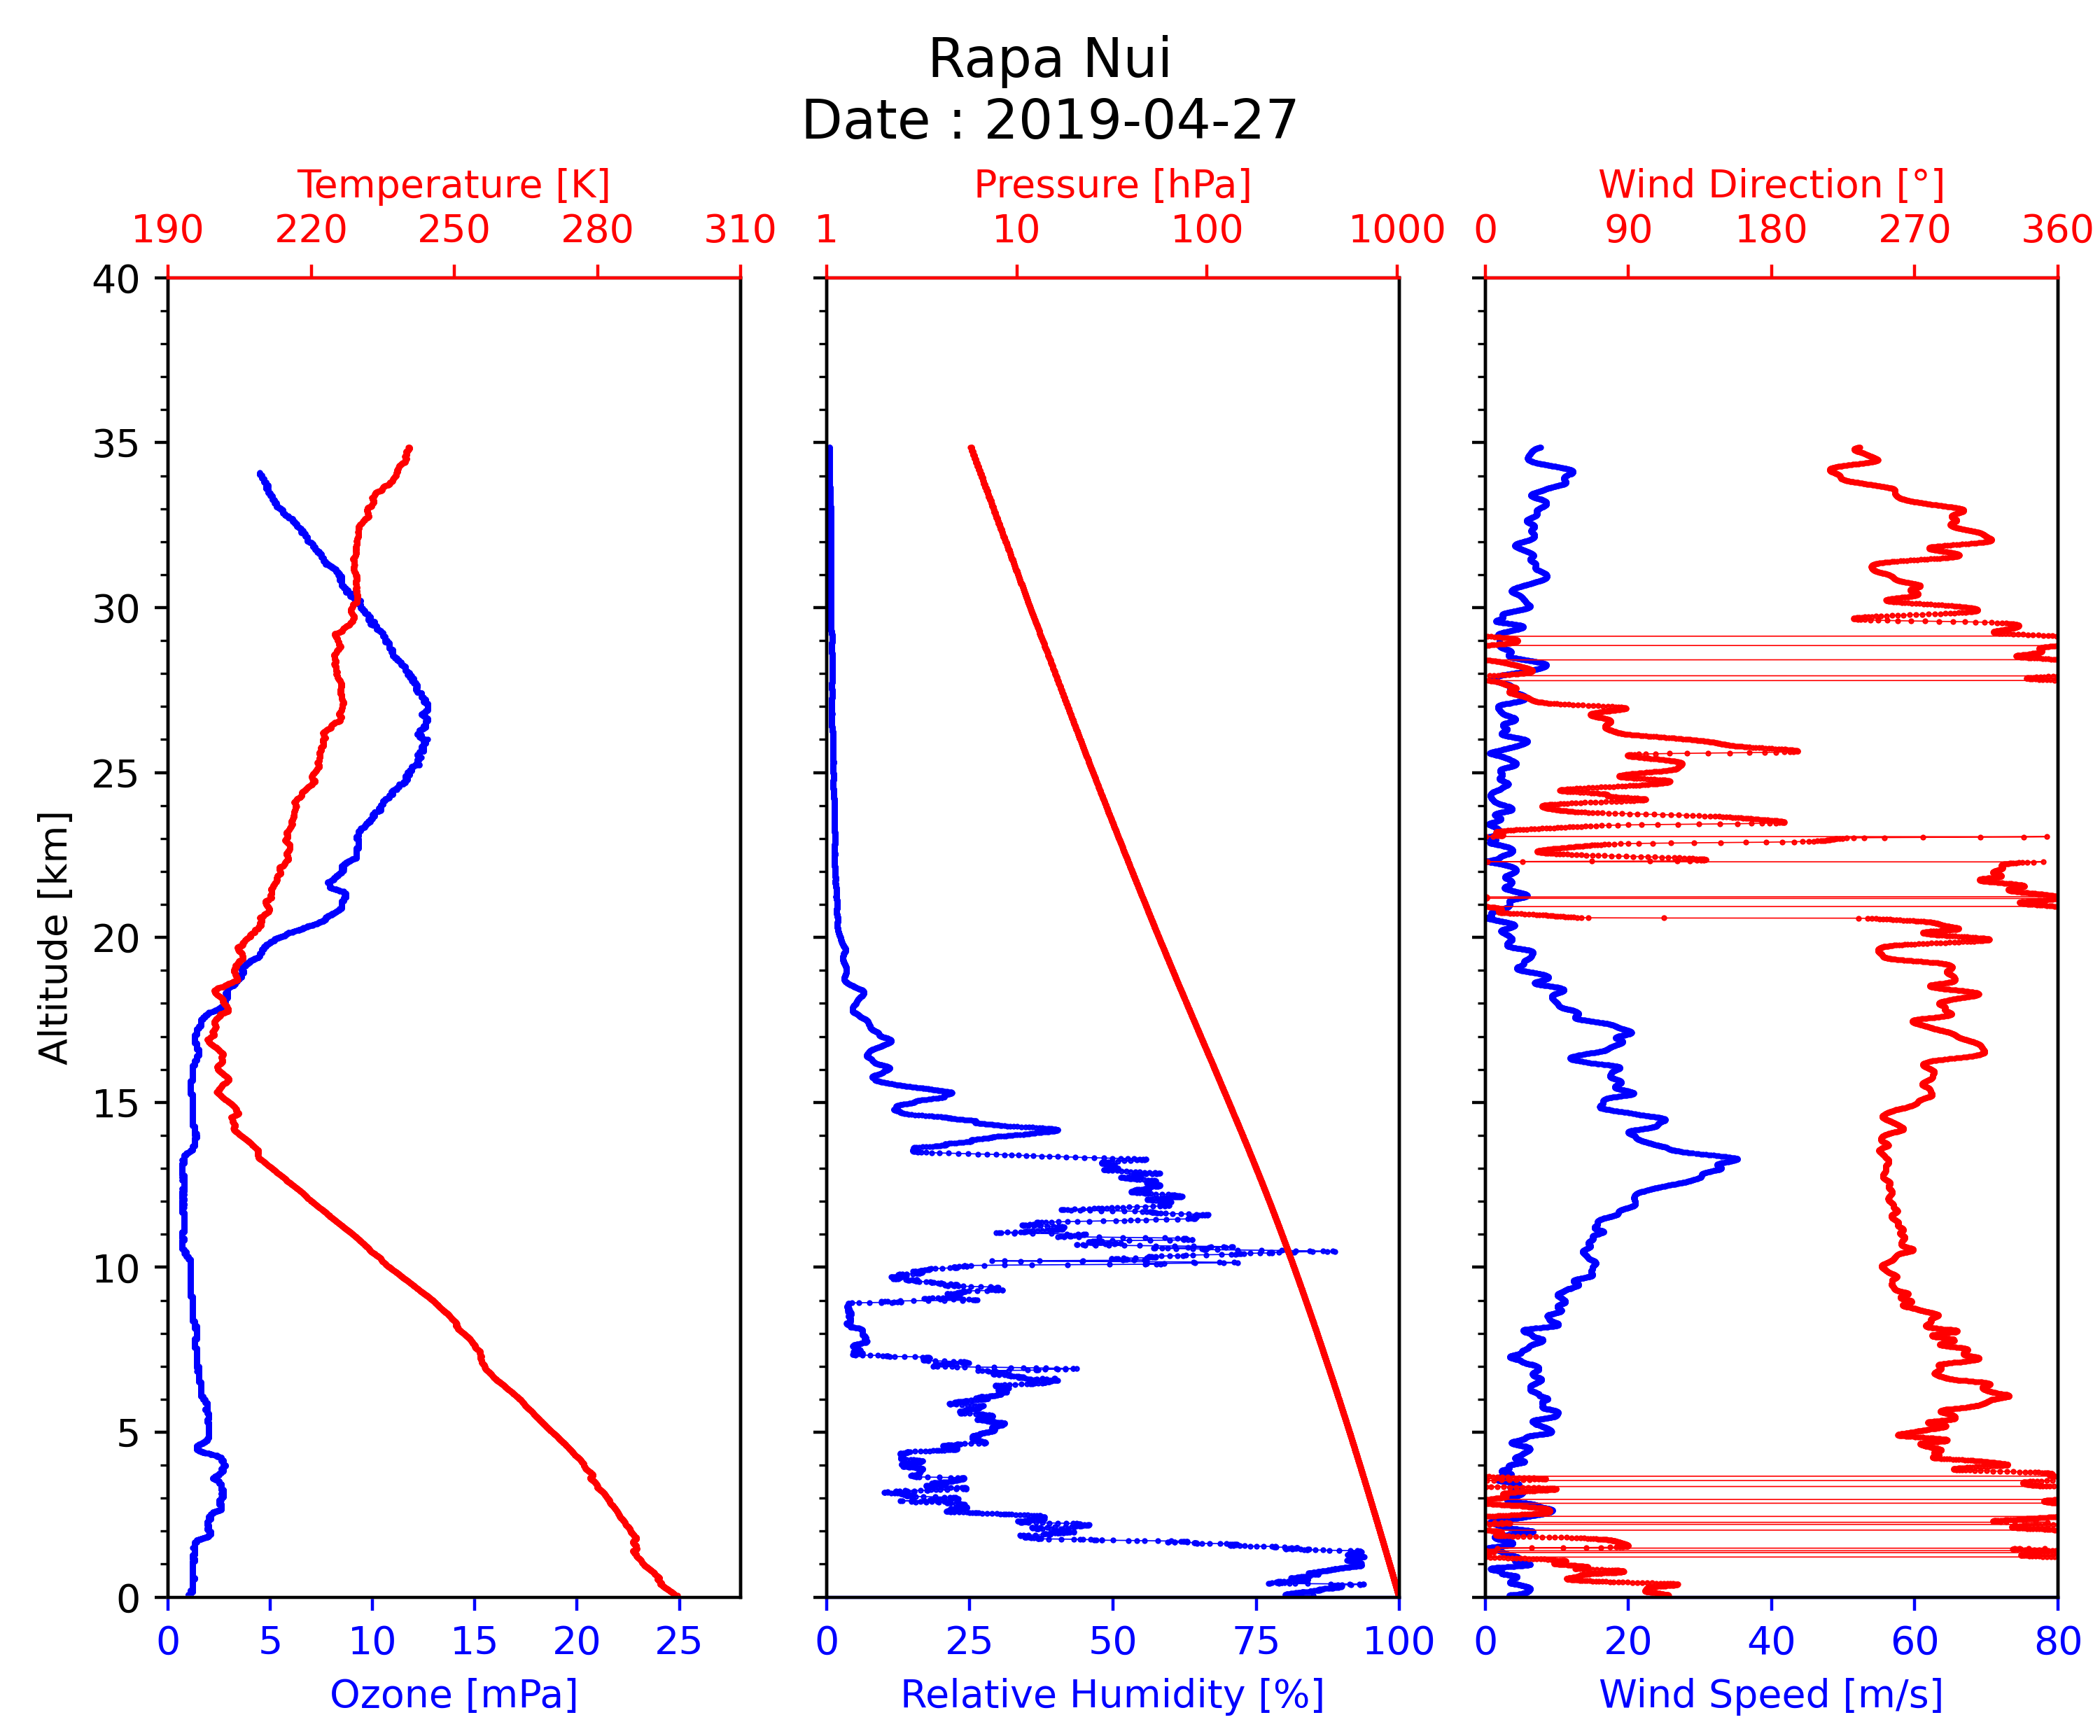 Rapa Nui
Date : 2019-04-27
Temperature [K]
190 220 250 280 310
Pressure [hPa]
1 10 100 1000
Wind Direction [°]
0 90 180 270 360
Altitude [km]
40
35
30
25
20
15
10
5
0
0 5 10 15 20 25
Ozone [mPa]
0 25 50 75 100
Relative Humidity [%]
0 20 40 60 80
Wind Speed [m/s]